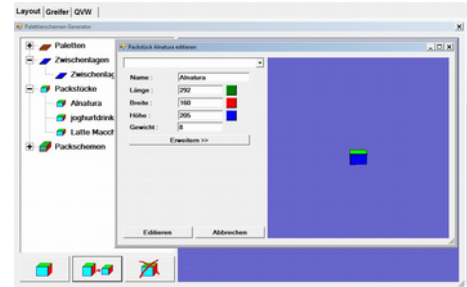 Layout Greifer QVW
Palettierschemen Generator
Paletten
Zwischenlagen
Zwischenlag
Packstücke
Alnatura
joghurtdrink
Latte Macch
Packschemen
Packstück Alnatura editieren
Name : Alnatura
Länge : 292
Breite : 160
Höhe : 205
Gewicht : 8
Erweitern >>
Editieren Abbrechen